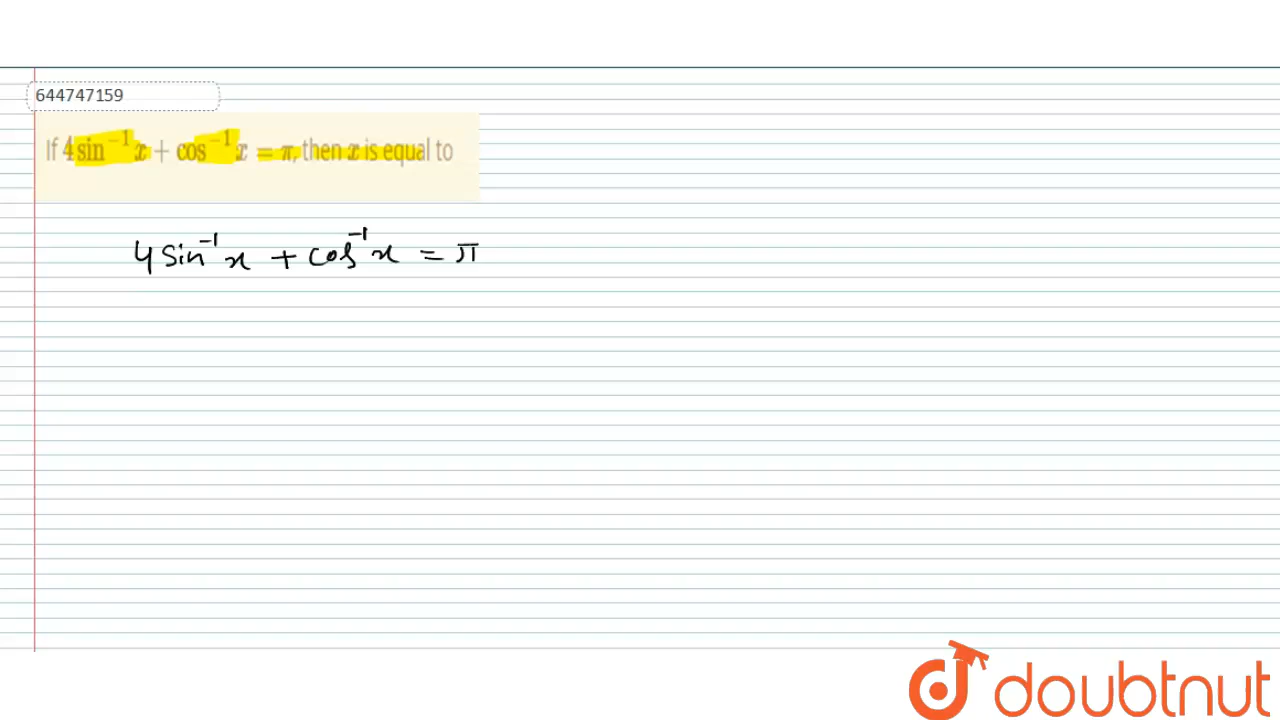 644747159
If 4 sin⁻¹ x + cos⁻¹ x = π, then x is equal to
4 sin⁻¹ x + cos⁻¹ x = π
doubtnut